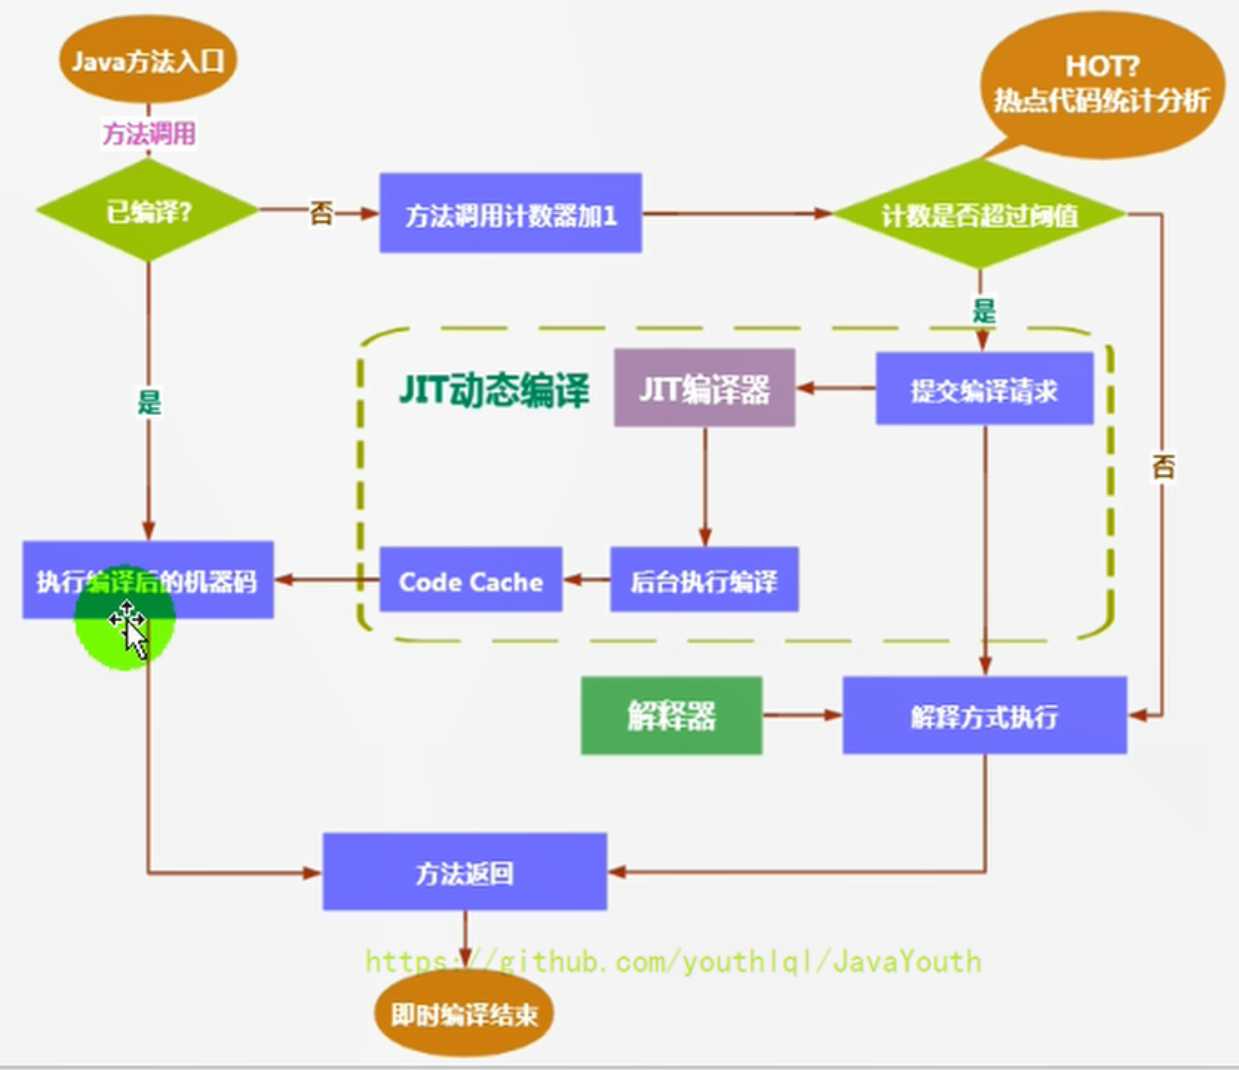 Java方法入口
HOT?
热点代码统计分析
方法调用
已编译?
否
方法调用计数器加1
计数是否超过阈值
是
JIT动态编译
JIT编译器
提交编译请求
是
否
执行编译后的机器码
Code Cache
后台执行编译
解释器
解释方式执行
方法返回
https://github.com/youthlql/JavaYouth
即时编译结束